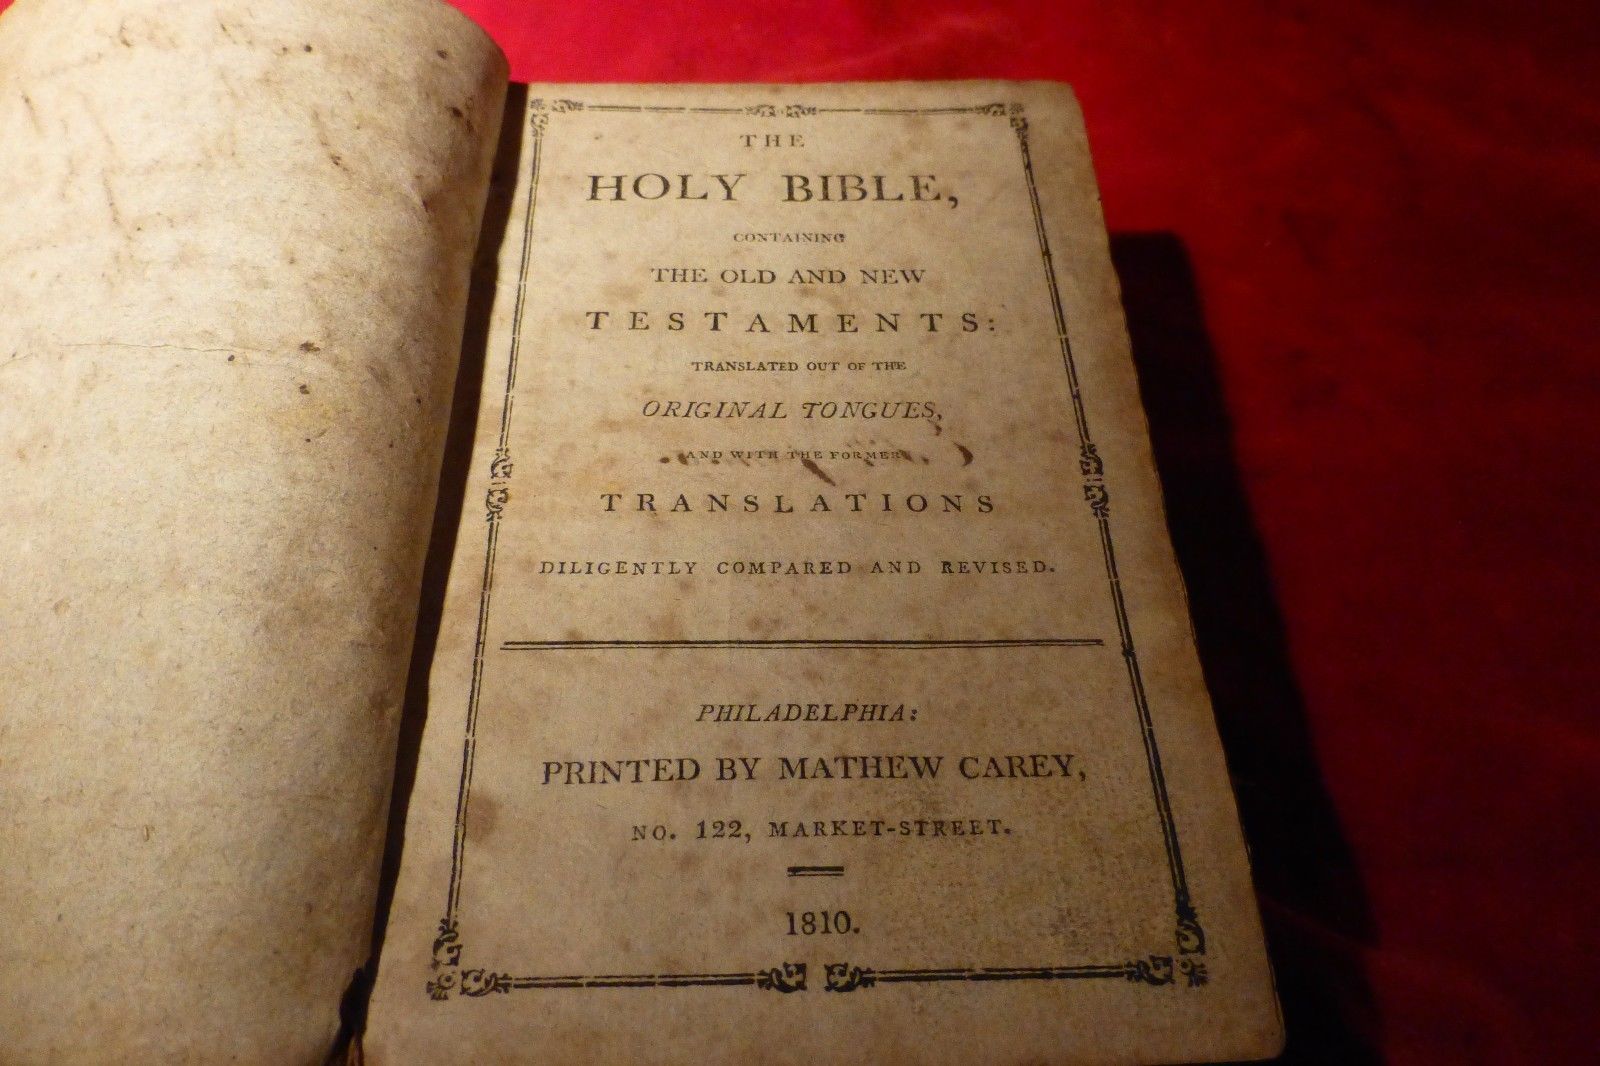 THE
HOLY BIBLE,
CONTAINING
THE OLD AND NEW
TESTAMENTS:
TRANSLATED OUT OF THE
ORIGINAL TONGUES,
AND WITH THE FORMER
TRANSLATIONS
DILIGENTLY COMPARED AND REVISED.
PHILADELPHIA:
PRINTED BY MATHEW CAREY,
NO. 122, MARKET-STREET.
1810.